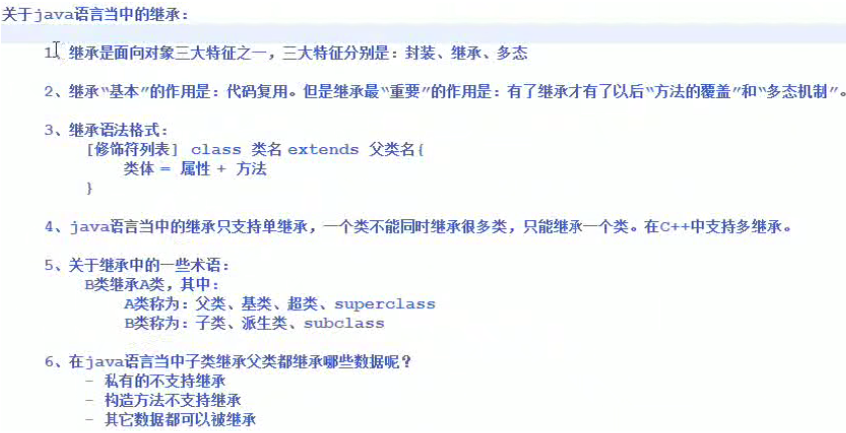 关于java语言当中的继承：
1、继承是面向对象三大特征之一，三大特征分别是：封装、继承、多态
2、继承“基本”的作用是：代码复用。但是继承最“重要”的作用是：有了继承才有了以后“方法的覆盖”和“多态机制”。
3、继承语法格式：
[修饰符列表] class 类名 extends 父类名{
类体 = 属性 + 方法
}
4、java语言当中的继承只支持单继承，一个类不能同时继承很多类，只能继承一个类。在C++中支持多继承。
5、关于继承中的一些术语：
B类继承A类，其中：
A类称为：父类、基类、超类、superclass
B类称为：子类、派生类、subclass
6、在java语言当中子类继承父类都继承哪些数据呢？
- 私有的不支持继承
- 构造方法不支持继承
- 其它数据都可以被继承